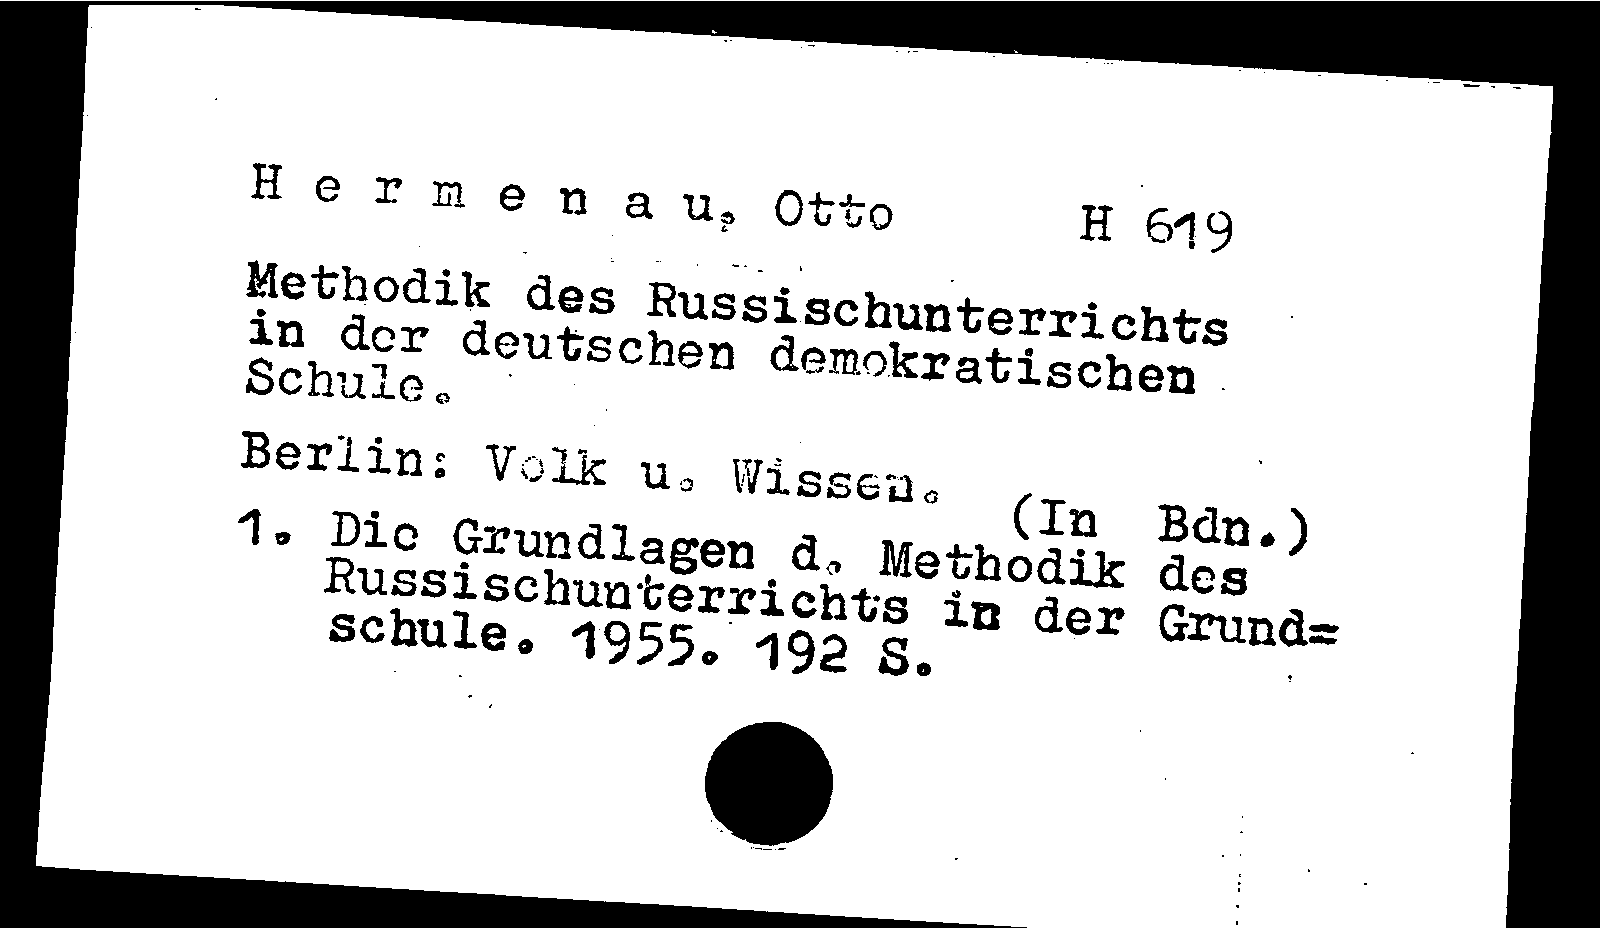 H e r m e n a u, Otto H 619
Methodik des Russischunterrichts
in der deutschen demokratischen
Schule.
Berlin: Volk u. Wissen. (In Bdn.)
1. Die Grundlagen d. Methodik des
Russischunterrichts in der Grund=
schule. 1955. 192 S.